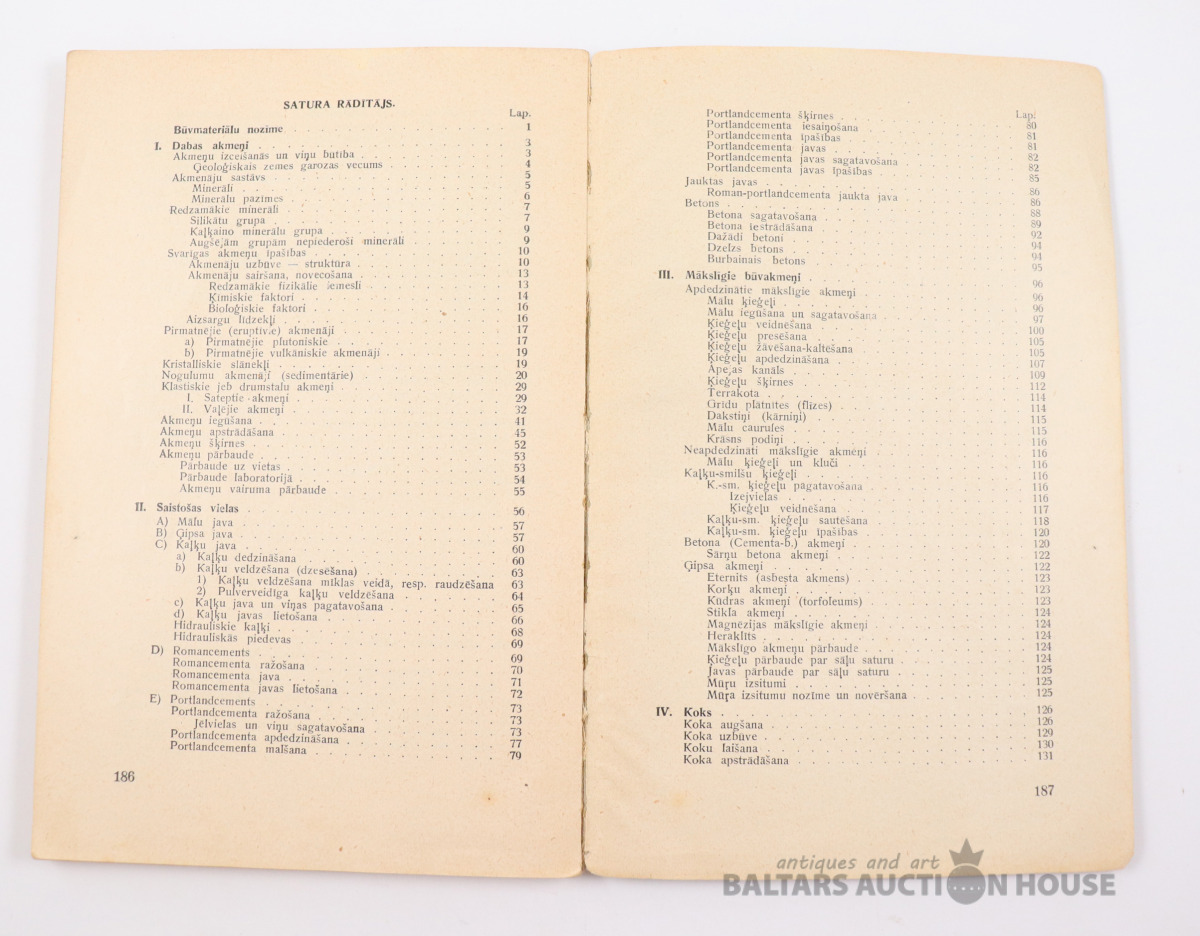 SATURA RĀDĪTĀJS.
Lap.
Būvmateriālu nozīme 1
I. Dabas akmeņi 3
Akmeņu izcelšanās un viņu būtība 3
Ģeoloģiskais zemes garozas vecums 4
Akmenāju sastāvs 5
Minerāli 5
Minerālu pazīmes 6
Redzamākie minerāli 7
Silikātu grupa 7
Kaļķaino minerālu grupa 9
Augšējām grupām nepiederoši minerāli 9
Svarīgas akmeņu īpašības 10
Akmenāju uzbūve — struktūra 10
Akmenāju sairšana, novecošana 13
Redzamākie fizikālie iemesli 13
Ķīmiskie faktori 14
Bioloģiskie faktori 16
Aizsargu līdzekļi 16
Pirmatnējie (eruptīvie) akmenāji 17
a) Pirmatnējie plutoniskie 17
b) Pirmatnējie vulkāniskie akmenāji 19
Kristalliskie slānekļi 19
Nogulumu akmenāji (sedimentārie) 20
Klastiskie jeb drumstalu akmeņi 29
I. Sateptie akmeņi 29
II. Vaļējie akmeņi 32
Akmeņu iegūšana 41
Akmeņu apstrādāšana 45
Akmeņu šķirnes 52
Akmeņu pārbaude 53
Pārbaude uz vietas 53
Pārbaude laboratorijā 54
Akmeņu vairuma pārbaude 55
II. Saistošas vielas 56
A) Mālu java 57
B) Ģipsa java 57
C) Kaļķu java 60
a) Kaļķu dedzināšana 60
b) Kaļķu veldzēšana (dzesēšana) 63
1) Kaļķu veldzēšana mīklas veidā, resp. raudzēšana 63
2) Pulverveidīga kaļķu veldzēšana 64
c) Kaļķu java un viņas pagatavošana 65
d) Kaļķu javas lietošana 66
Hidrauliskie kaļķi 68
Hidrauliskās piedevas 69
D) Romancements 69
Romancementa ražošana 70
Romancementa java 71
Romancementa javas lietošana 72
E) Portlandcements 73
Portlandcementa ražošana 73
Jēlvielas un viņu sagatavošana 73
Portlandcementa apdedzināšana 77
Portlandcementa malšana 79
186
Lap.
Portlandcementa šķirnes 80
Portlandcementa iesaiņošana 81
Portlandcementa īpašības 81
Portlandcementa javas 82
Portlandcementa javas sagatavošana 82
Portlandcementa javas īpašības 85
Jauktas javas 86
Roman-portlandcementa jaukta java 86
Betons 88
Betona sagatavošana 89
Betona iestrādāšana 92
Dažādi betoni 94
Dzelzs betons 94
Burbainais betons 95
III. Mākslīgie būvakmeņi 96
Apdedzinātie mākslīgie akmeņi 96
Mālu ķieģeļi 96
Mālu iegūšana un sagatavošana 97
Ķieģeļu veidnēšana 100
Ķieģeļu presēšana 105
Ķieģeļu žāvēšana-kaltēšana 105
Ķieģeļu apdedzināšana 107
Apejas kanāls 109
Ķieģeļu šķirnes 112
Terrakota 114
Grīdu plātnītes (flīzes) 114
Dakstiņi (kārniņi) 115
Mālu caurules 115
Krāsns podiņi 116
Neapdedzināti mākslīgie akmeņi 116
Mālu ķieģeļi un kluči 116
Kaļķu-smilšu ķieģeļi 116
K.-sm. ķieģeļu pagatavošana 116
Izejvielas 117
Ķieģeļu veidnēšana 118
Kaļķu-sm. ķieģeļu sautēšana 120
Kaļķu-sm. ķieģeļu īpašības 120
Betona (Cementa-b.) akmeņi 122
Sārņu betona akmeņi 122
Ģipsa akmeņi 123
Eternits (asbesta akmens) 123
Korķu akmeņi 123
Kūdras akmeņi (torfoleums) 124
Stikla akmeņi 124
Magnēzijas mākslīgie akmeņi 124
Heraklīts 124
Mākslīgo akmeņu pārbaude 125
Ķieģeļu pārbaude par sāļu saturu 125
Javas pārbaude par sāļu saturu 125
Mūŗu izsitumi
Mūŗa izsitumu nozīme un novēršana
IV. Koks 126
Koka augšana 126
Koka uzbūve 129
Koku laišana 130
Koka apstrādāšana 131
187
antiques and art
BALTARS AUCTION HOUSE